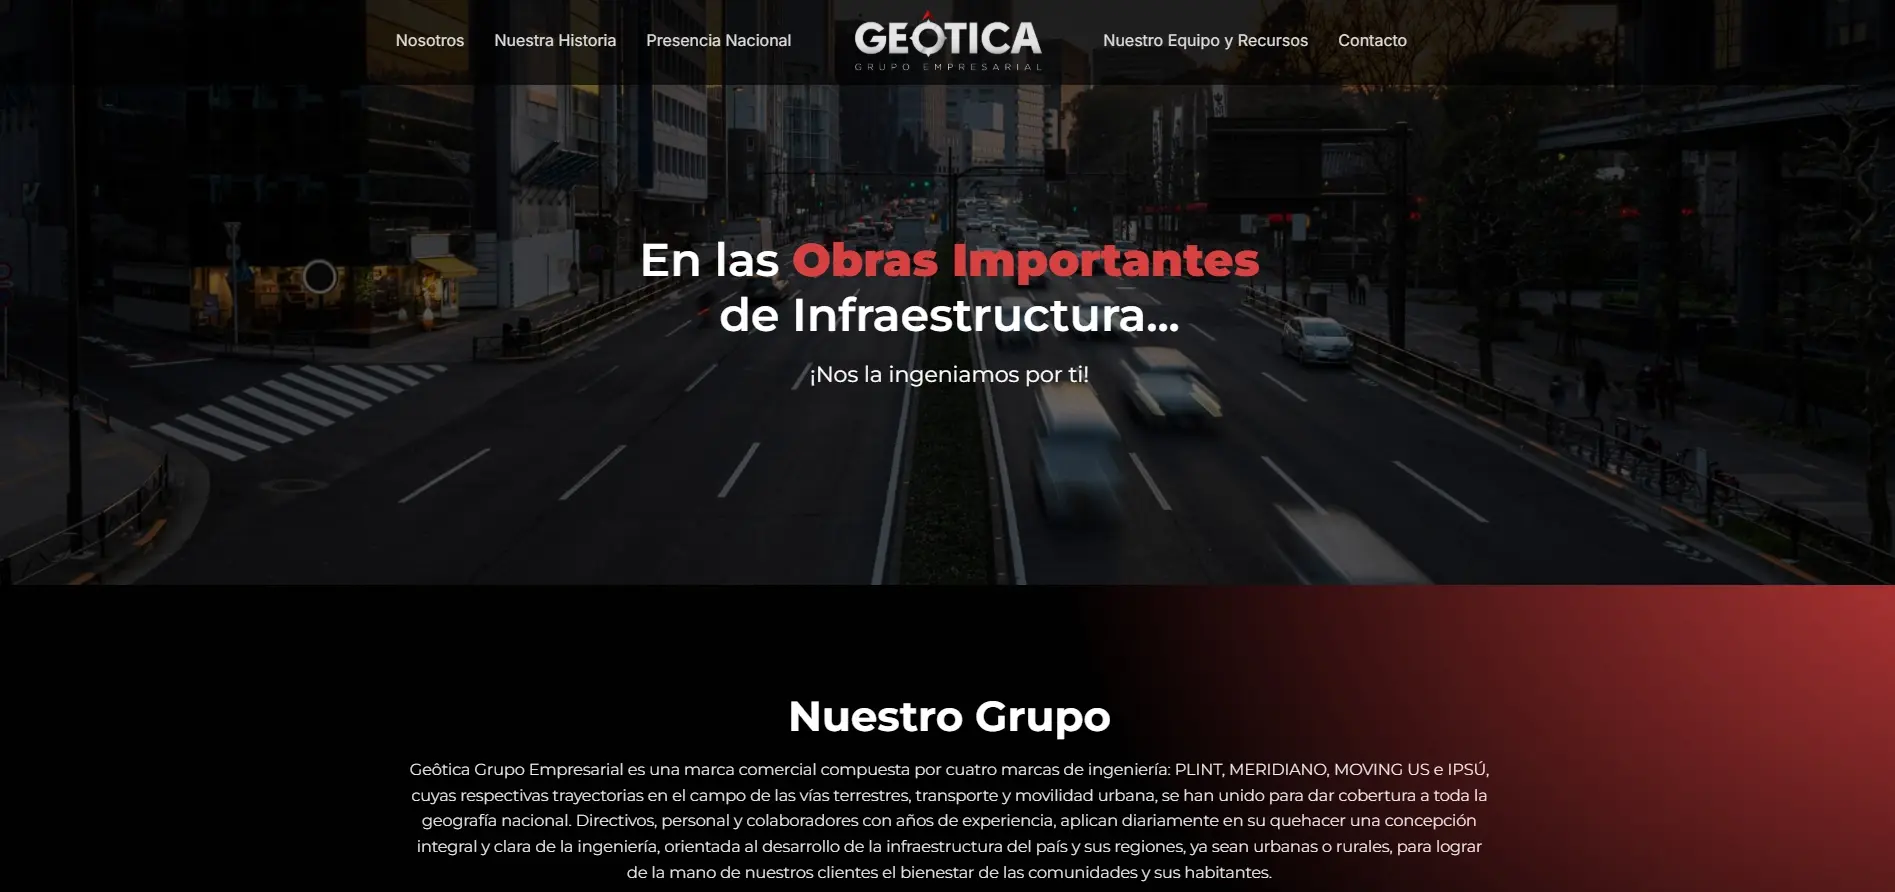 Nosotros
Nuestra Historia
Presencia Nacional
GEÔTICA
GRUPO EMPRESARIAL
Nuestro Equipo y Recursos
Contacto
En las Obras Importantes
de Infraestructura...
¡Nos la ingeniamos por ti!
Nuestro Grupo
Geôtica Grupo Empresarial es una marca comercial compuesta por cuatro marcas de ingeniería: PLINT, MERIDIANO, MOVING US e IPSÚ,
cuyas respectivas trayectorias en el campo de las vías terrestres, transporte y movilidad urbana, se han unido para dar cobertura a toda la
geografía nacional. Directivos, personal y colaboradores con años de experiencia, aplican diariamente en su quehacer una concepción
integral y clara de la ingeniería, orientada al desarrollo de la infraestructura del país y sus regiones, ya sean urbanas o rurales, para lograr
de la mano de nuestros clientes el bienestar de las comunidades y sus habitantes.